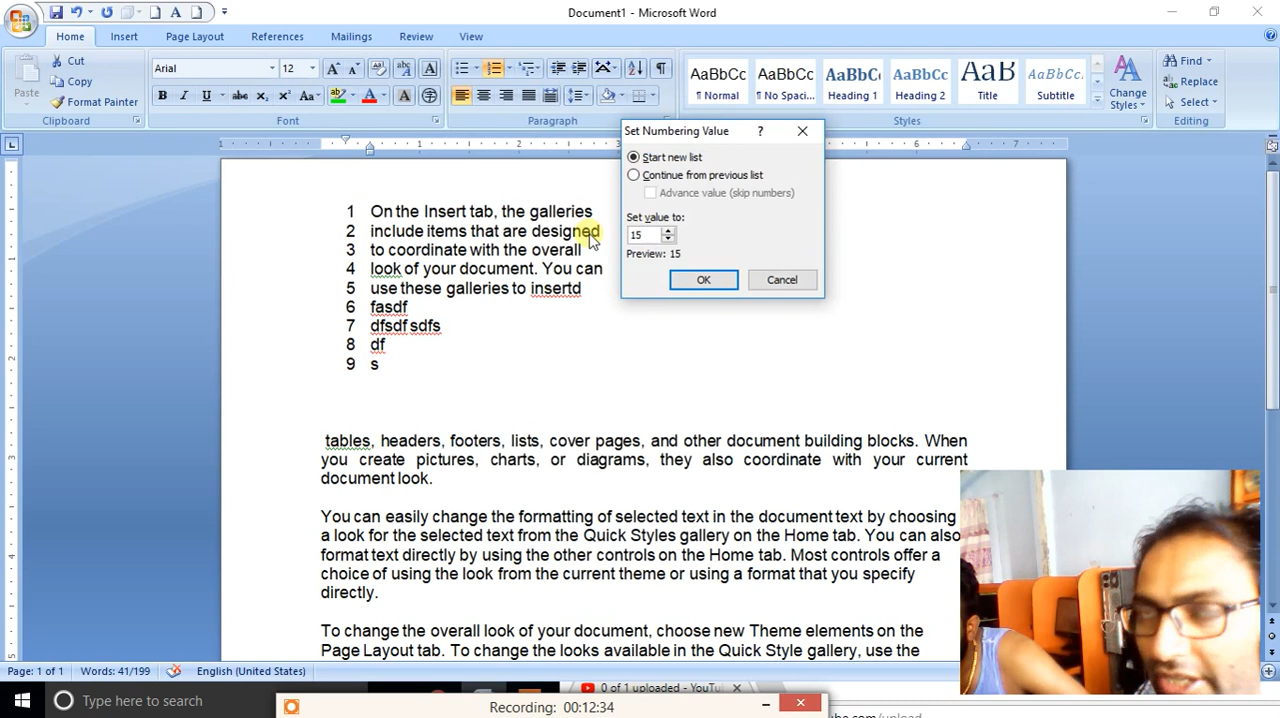 Document1 - Microsoft Word
Home Insert Page Layout References Mailings Review View
Paste Cut Copy Format Painter Clipboard
Arial 12 Font
Paragraph
AaBbCc AaBbCc AaBbCc AaBbCc AaB AaBbCc
¶ Normal ¶ No Spaci... Heading 1 Heading 2 Title Subtitle
Change Styles Styles
Find Replace Select Editing
Set Numbering Value
Start new list
Continue from previous list
Advance value (skip numbers)
Set value to:
15
Preview: 15
OK Cancel
1 On the Insert tab, the galleries
2 include items that are designed
3 to coordinate with the overall
4 look of your document. You can
5 use these galleries to insertd
6 fasdf
7 dfsdf sdfs
8 df
9 s
tables, headers, footers, lists, cover pages, and other document building blocks. When
you create pictures, charts, or diagrams, they also coordinate with your current
document look.
You can easily change the formatting of selected text in the document text by choosing
a look for the selected text from the Quick Styles gallery on the Home tab. You can also
format text directly by using the other controls on the Home tab. Most controls offer a
choice of using the look from the current theme or using a format that you specify
directly.
To change the overall look of your document, choose new Theme elements on the
Page Layout tab. To change the looks available in the Quick Style gallery, use the
Page: 1 of 1 Words: 41/199 English (United States)
Type here to search
0 of 1 uploaded - YouTu
Recording: 00:12:34